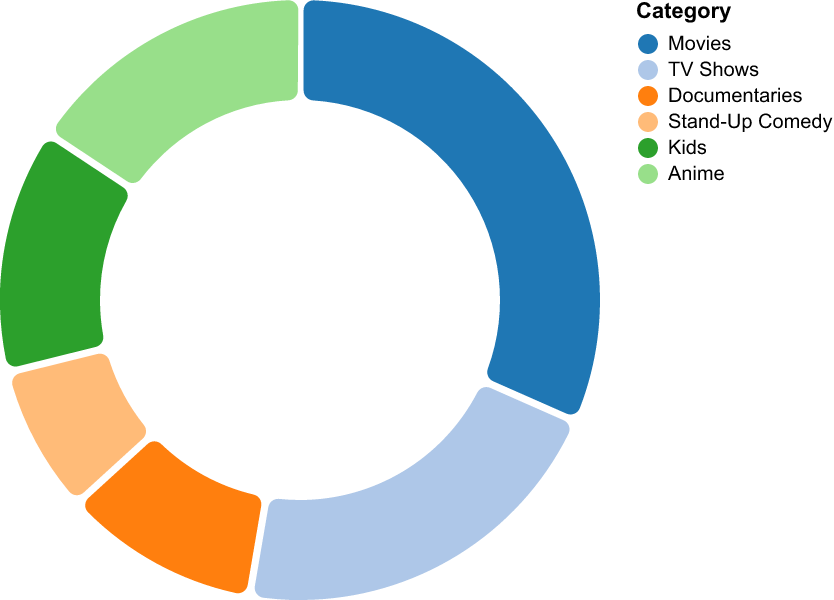 Category
Movies
TV Shows
Documentaries
Stand-Up Comedy
Kids
Anime